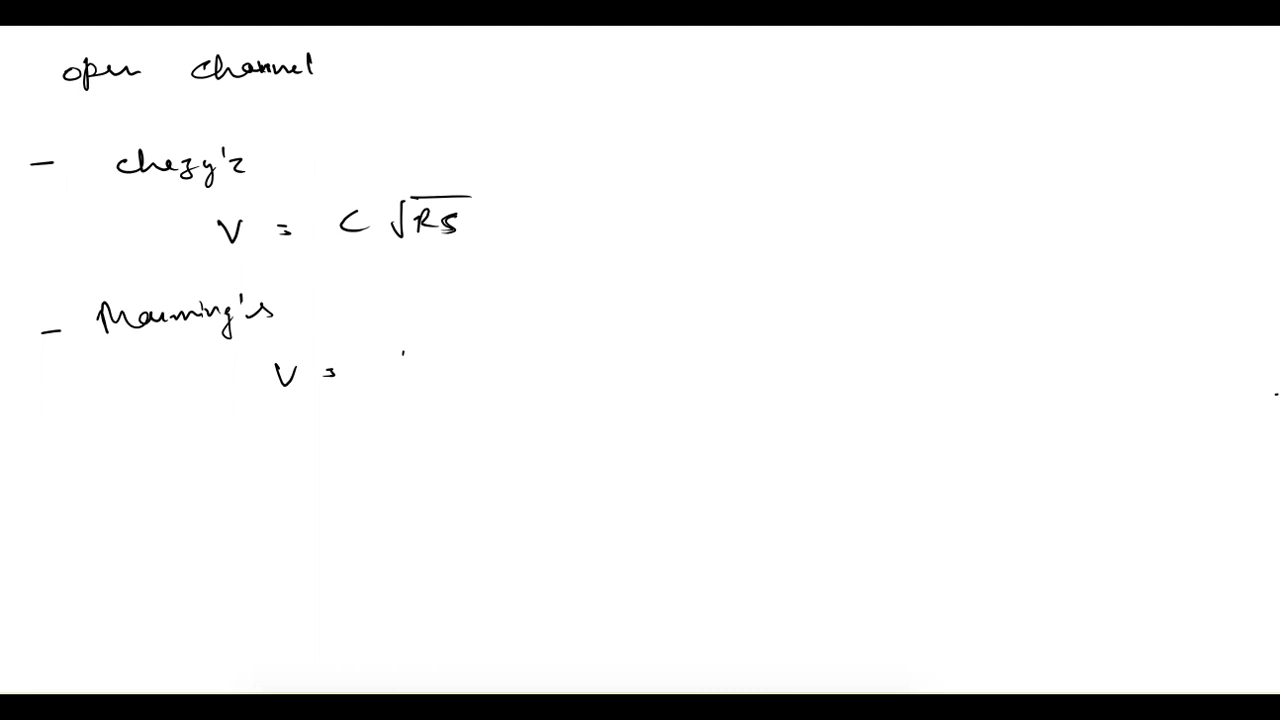 open channel
- chezy'z
V = C √RS
- Manning's
V =